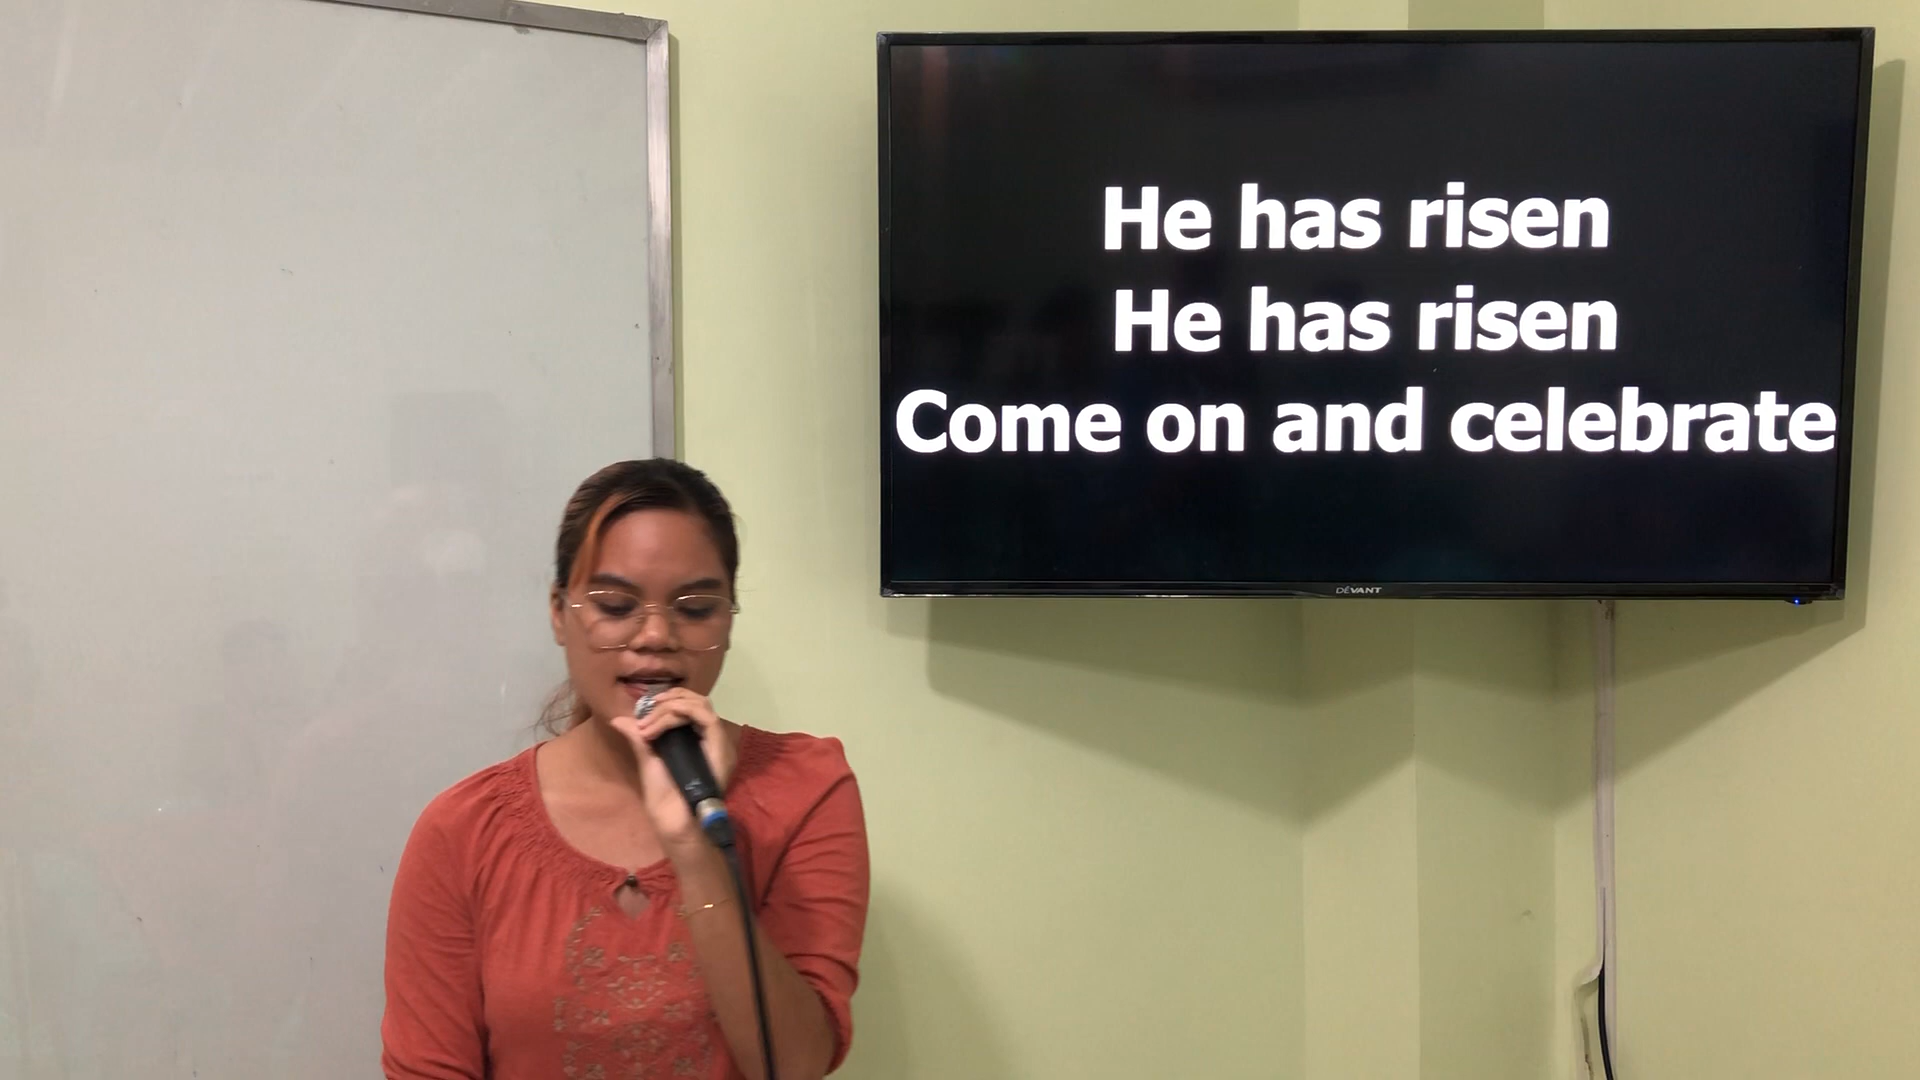 He has risen
He has risen
Come on and celebrate
DEVANT